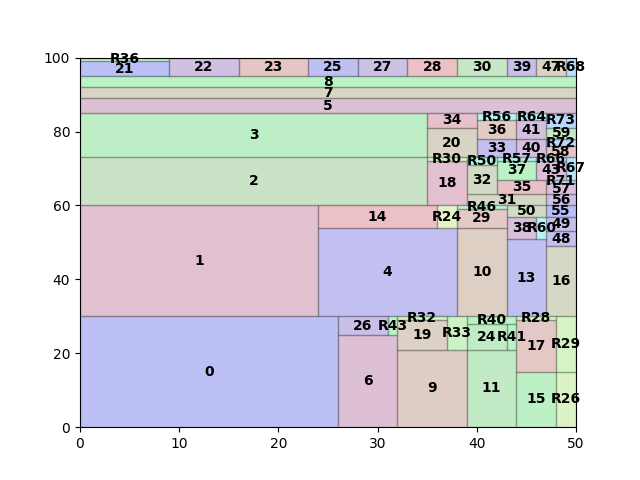 100
R36
21 22 23 25 27 28 30 39 47 R68
8
7
5
3 34 R56 R64 R73
36 41 59
80
20 33 40 R72
58
R30 R50 R57 R66
2 18 32 37 43 R67
35 R71
57
31 56
60
14 R24 R46 29 50 55
38 R60 49
48
1 4 10 13 16
40
26 R43 R32 R33 R40 R28
19 24 R41 17 R29
20
0 6 9 11 15 R26
0
0 10 20 30 40 50